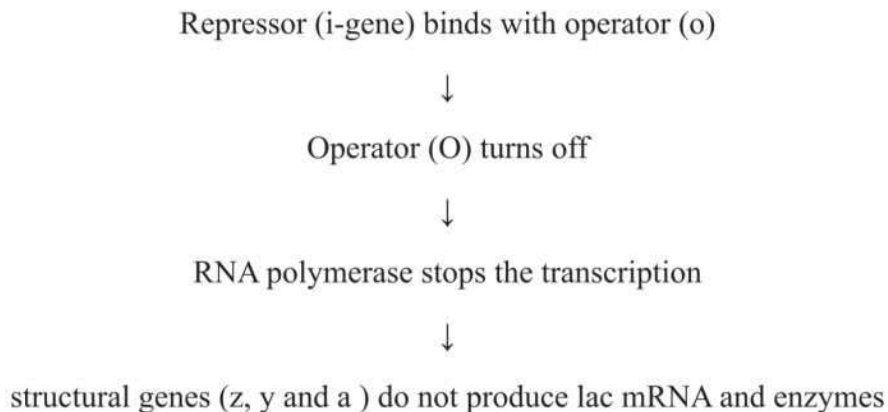 Repressor (i-gene) binds with operator (o)
↓
Operator (O) turns off
↓
RNA polymerase stops the transcription
↓
structural genes (z, y and a ) do not produce lac mRNA and enzymes